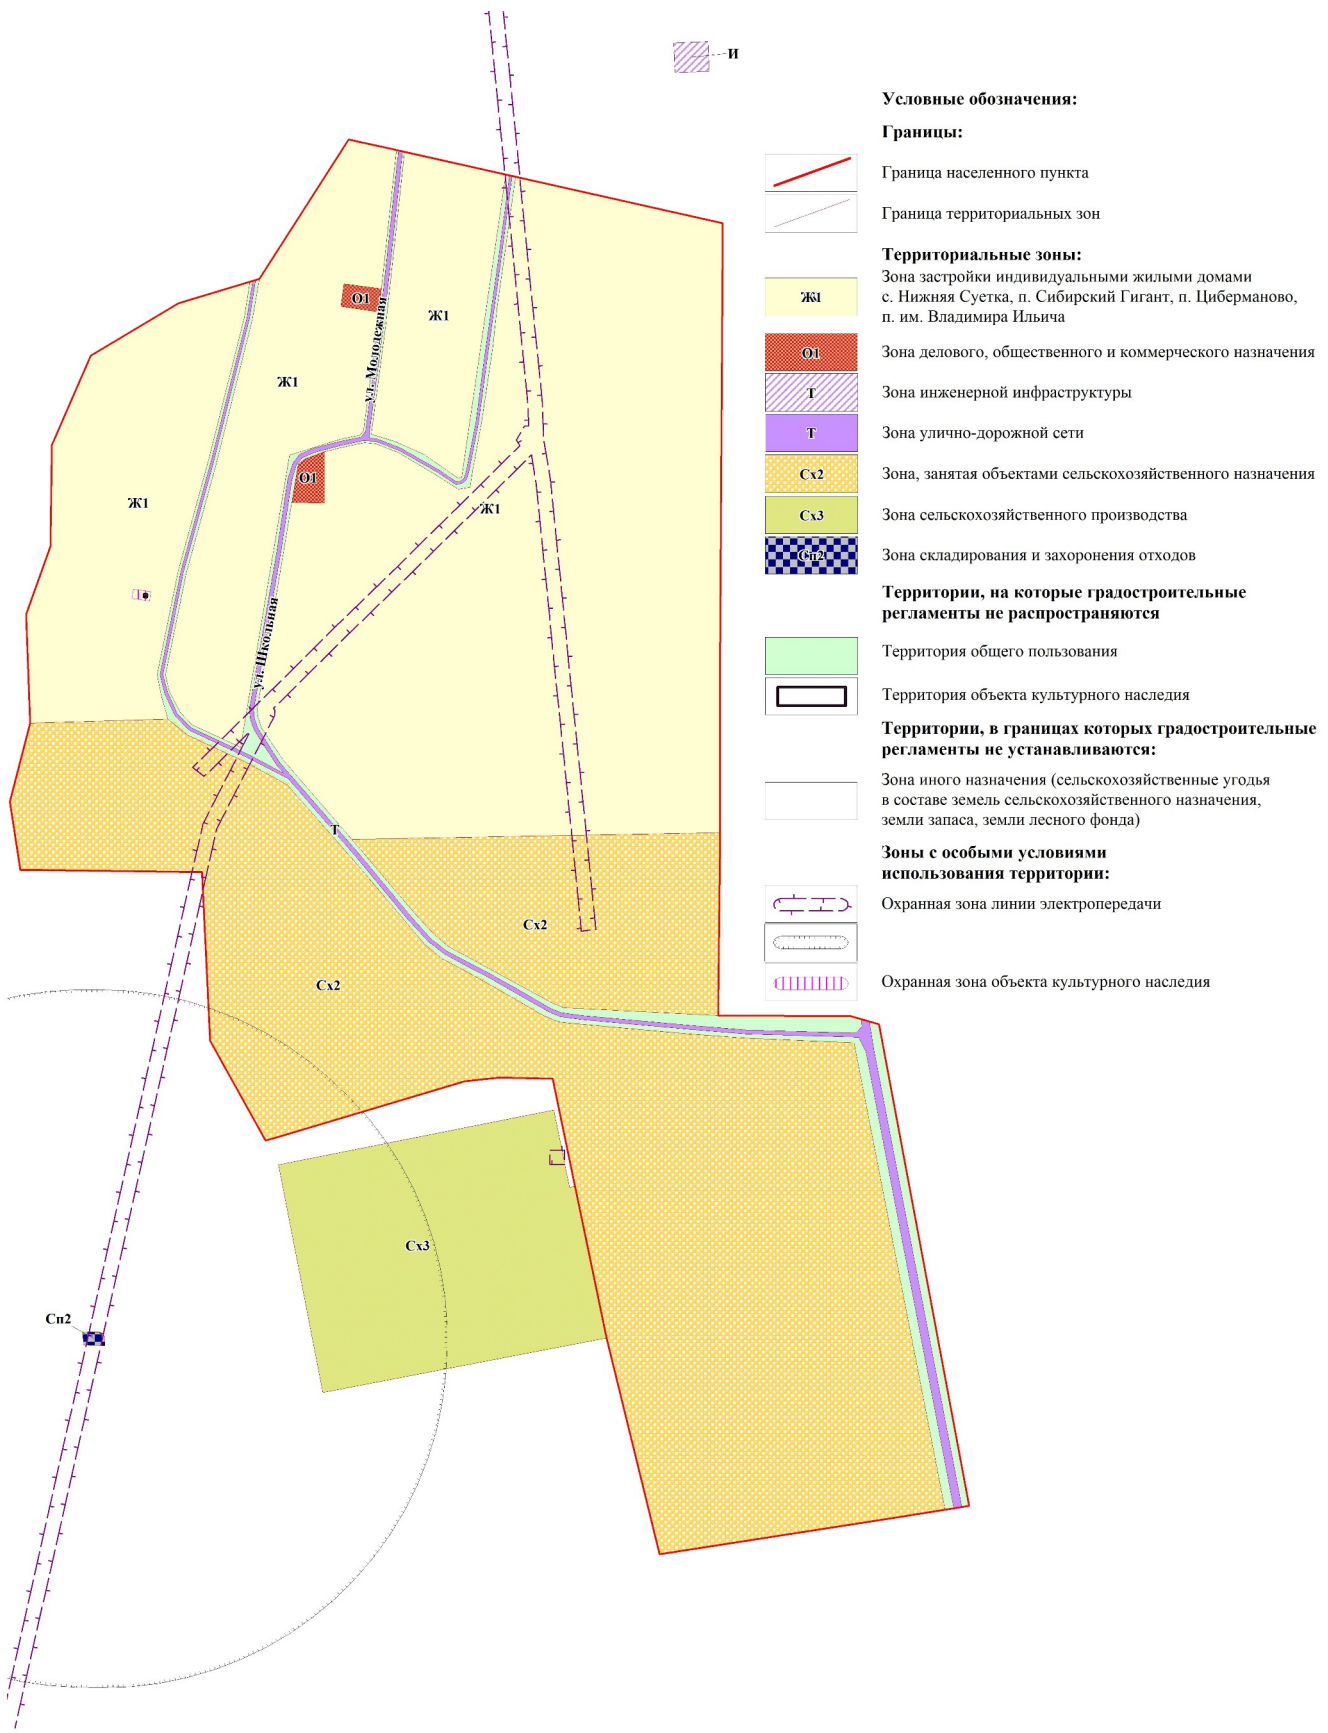 И
Условные обозначения:
Границы:
Граница населенного пункта
Граница территориальных зон
Территориальные зоны:
Ж1
Зона застройки индивидуальными жилыми домами
с. Нижняя Суетка, п. Сибирский Гигант, п. Циберманово,
п. им. Владимира Ильича
О1
Зона делового, общественного и коммерческого назначения
Т
Зона инженерной инфраструктуры
Т
Зона улично-дорожной сети
Сх2
Зона, занятая объектами сельскохозяйственного назначения
Сх3
Зона сельскохозяйственного производства
Сп2
Зона складирования и захоронения отходов
Территории, на которые градостроительные
регламенты не распространяются
Территория общего пользования
Территория объекта культурного наследия
Территории, в границах которых градостроительные
регламенты не устанавливаются:
Зона иного назначения (сельскохозяйственные угодья
в составе земель сельскохозяйственного назначения,
земли запаса, земли лесного фонда)
Зоны с особыми условиями
использования территории:
Охранная зона линии электропередачи
Охранная зона объекта культурного наследия
О1
Ж1
ул. Молодежная
Ж1
О1
Ж1
Ж1
ул. Школьная
Т
Сх2
Сх2
Сх3
Сп2